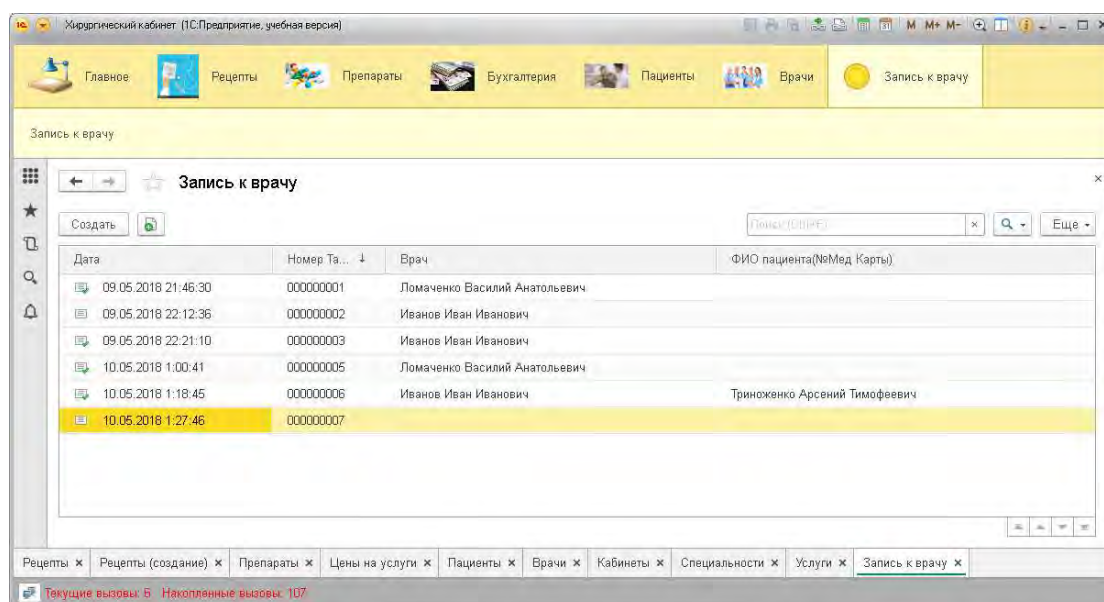 Хирургический кабинет (1С:Предприятие, учебная версия)
M M+ M-
Главное Рецепты Препараты Бухгалтерия Пациенты Врачи Запись к врачу
Запись к врачу
Запись к врачу
Создать Поиск (Ctrl+F) Еще
Дата Номер Та... Врач ФИО пациента(№Мед Карты)
09.05.2018 21:46:30 000000001 Ломаченко Василий Анатольевич
09.05.2018 22:12:36 000000002 Иванов Иван Иванович
09.05.2018 22:21:10 000000003 Иванов Иван Иванович
10.05.2018 1:00:41 000000005 Ломаченко Василий Анатольевич
10.05.2018 1:18:45 000000006 Иванов Иван Иванович Триноженко Арсений Тимофеевич
10.05.2018 1:27:46 000000007
Рецепты Рецепты (создание) Препараты Цены на услуги Пациенты Врачи Кабинеты Специальности Услуги Запись к врачу
Текущие вызовы: 6 Накопленные вызовы: 107